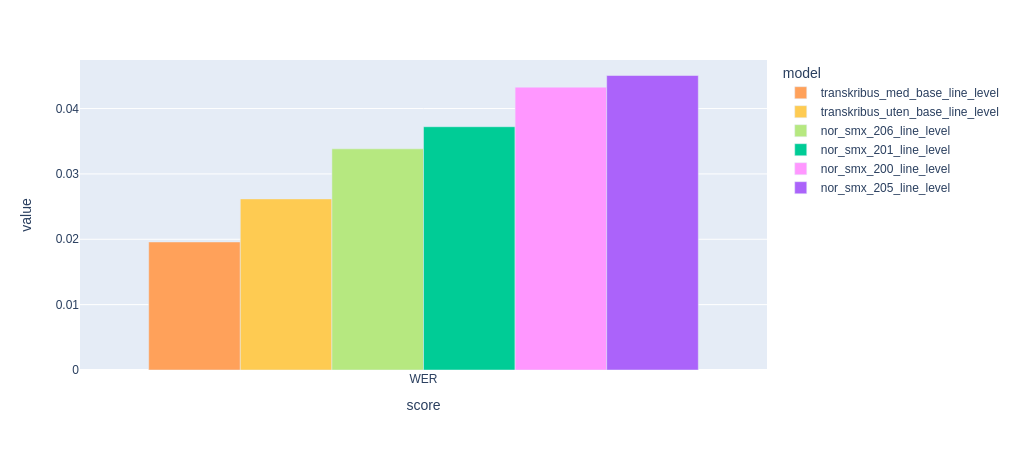 value
0.04
0.03
0.02
0.01
0
WER
score
model
transkribus_med_base_line_level
transkribus_uten_base_line_level
nor_smx_206_line_level
nor_smx_201_line_level
nor_smx_200_line_level
nor_smx_205_line_level